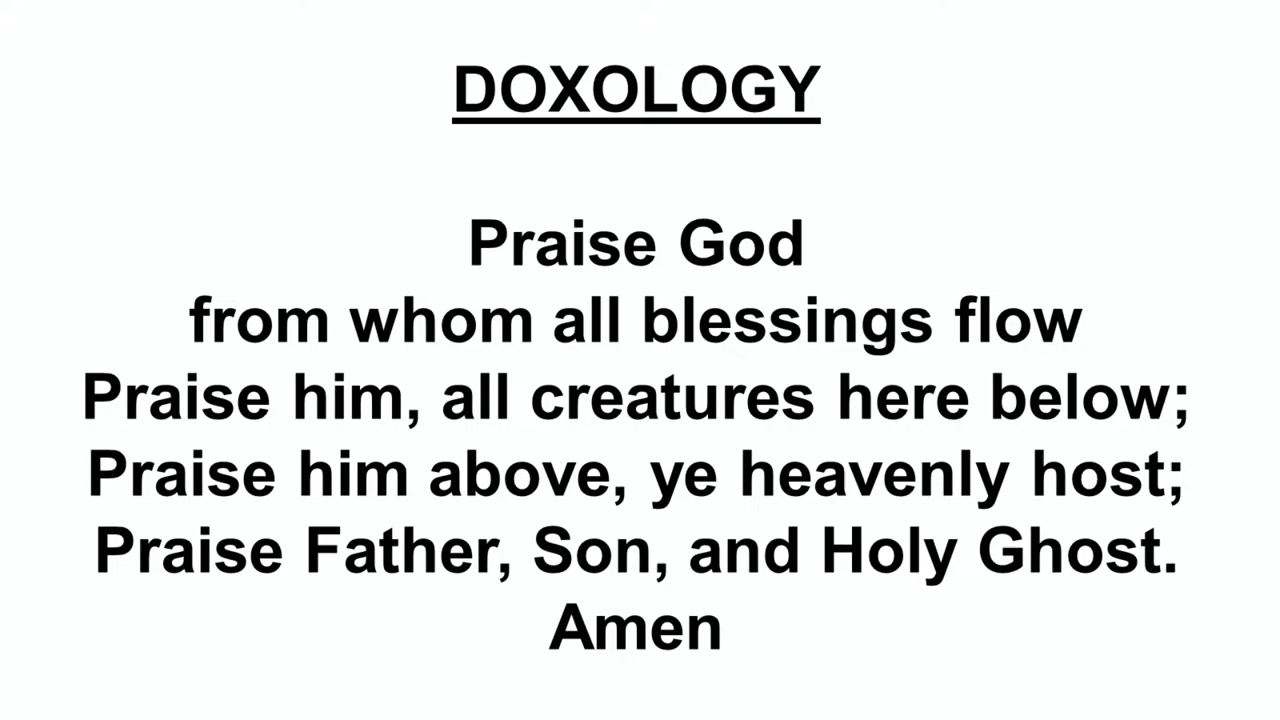 DOXOLOGY
Praise God
from whom all blessings flow
Praise him, all creatures here below;
Praise him above, ye heavenly host;
Praise Father, Son, and Holy Ghost.
Amen